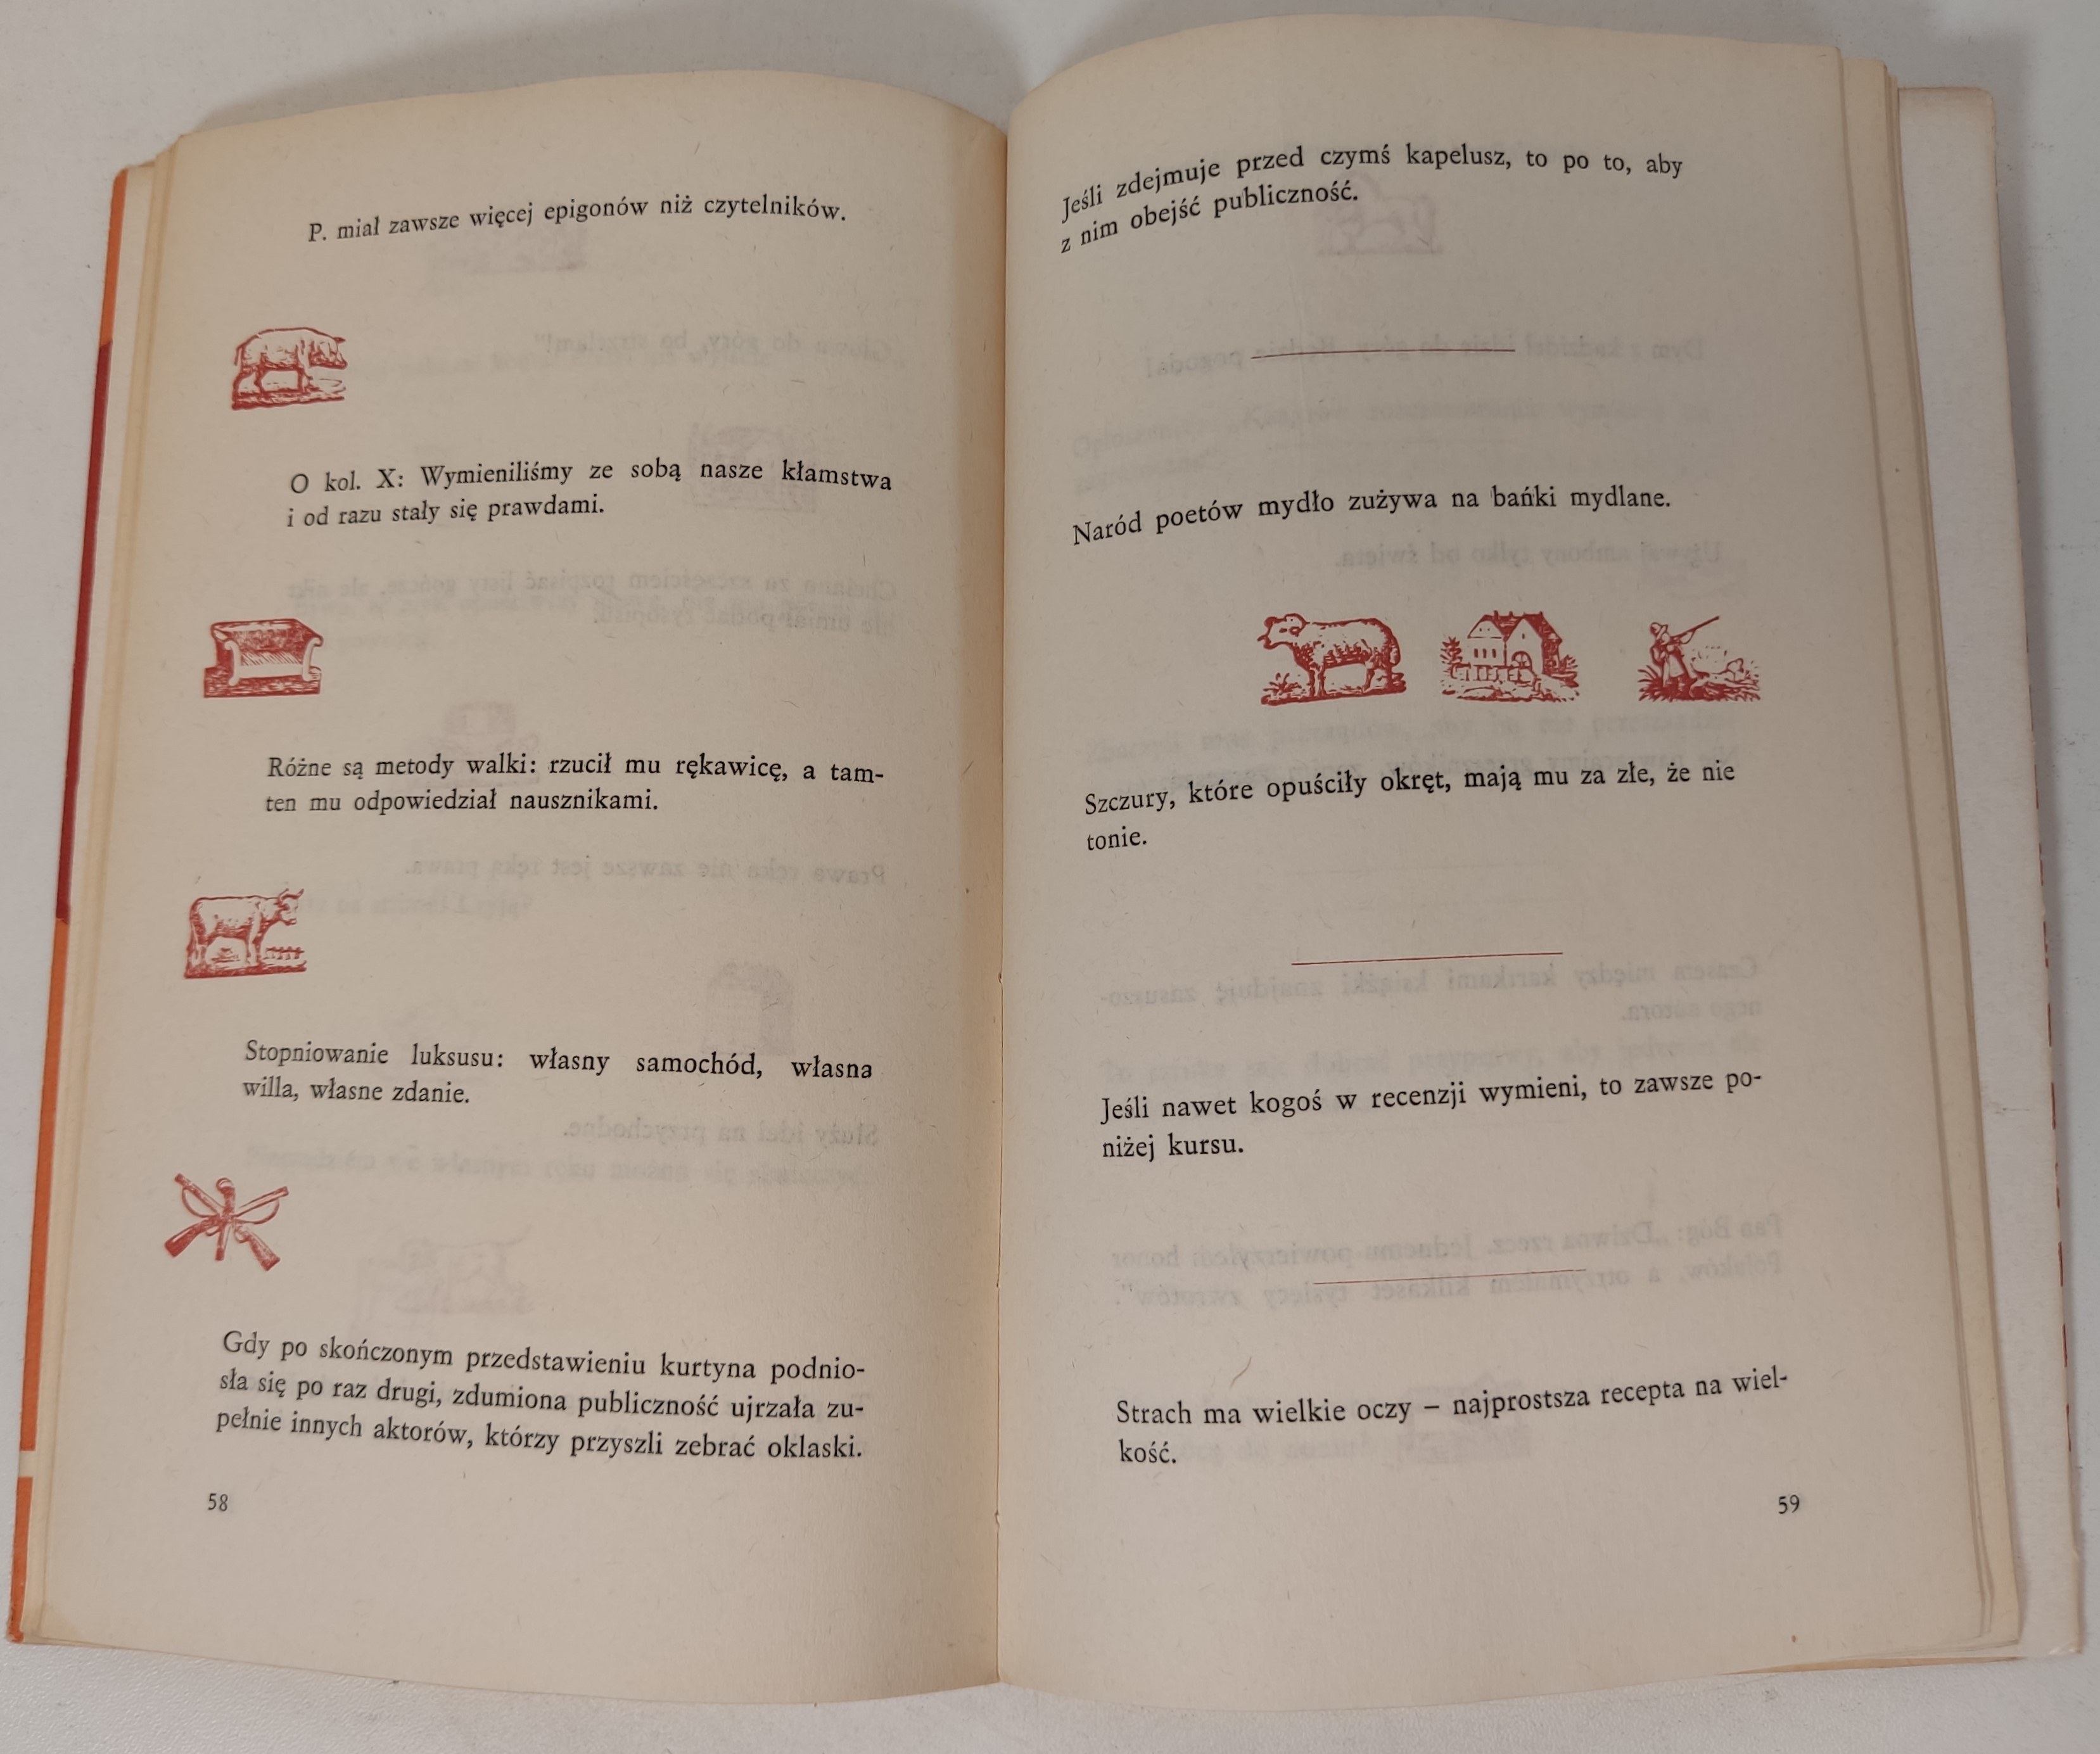 P. miał zawsze więcej epigonów niż czytelników.
O kol. X: Wymieniliśmy ze sobą nasze kłamstwa
i od razu stały się prawdami.
Różne są metody walki: rzucił mu rękawicę, a tam-
ten mu odpowiedział nausznikami.
Stopniowanie luksusu: własny samochód, własna
willa, własne zdanie.
Gdy po skończonym przedstawieniu kurtyna podnio-
sła się po raz drugi, zdumiona publiczność ujrzała zu-
pełnie innych aktorów, którzy przyszli zebrać oklaski.
58
Jeśli zdejmuje przed czymś kapelusz, to po to, aby
z nim obejść publiczność.
Naród poetów mydło zużywa na bańki mydlane.
Szczury, które opuściły okręt, mają mu za złe, że nie
tonie.
Jeśli nawet kogoś w recenzji wymieni, to zawsze po-
niżej kursu.
Strach ma wielkie oczy – najprostsza recepta na wiel-
kość.
59